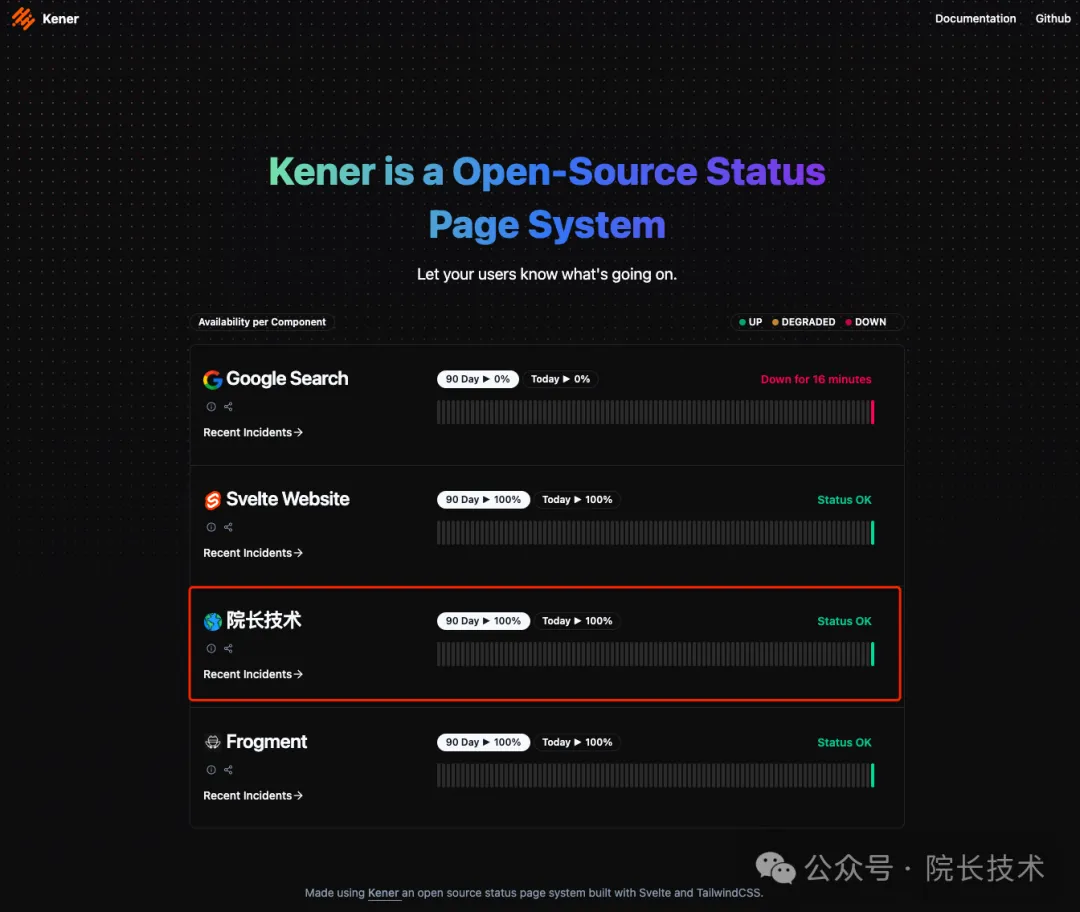 Kener
Documentation Github
Kener is a Open-Source Status
Page System
Let your users know what's going on.
Availability per Component
UP DEGRADED DOWN
Google Search
90 Day ► 0% Today ► 0%
Down for 16 minutes
Recent Incidents→
Svelte Website
90 Day ► 100% Today ► 100%
Status OK
Recent Incidents→
院长技术
90 Day ► 100% Today ► 100%
Status OK
Recent Incidents→
Frogment
90 Day ► 100% Today ► 100%
Status OK
Recent Incidents→
公众号 · 院长技术
Made using Kener an open source status page system built with Svelte and TailwindCSS.